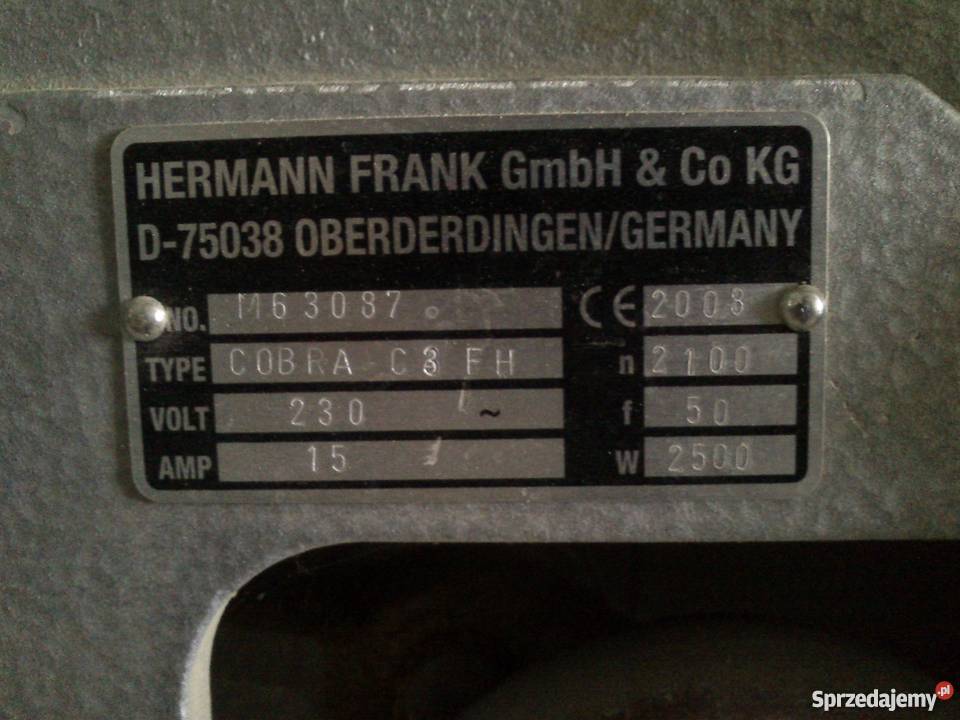 HERMANN FRANK GmbH & Co KG
D-75038 OBERDERDINGEN/GERMANY
NO. M63087 CE 2008
TYPE COBRA C3 FH n 2100
VOLT 230 ~ f 50
AMP 15 W 2500
Sprzedajemy.pl